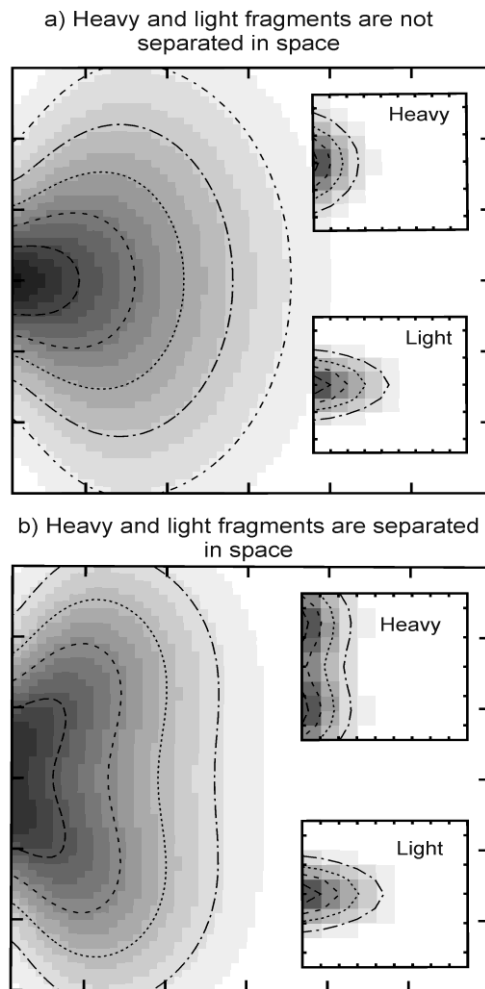 a) Heavy and light fragments are not
separated in space
Heavy
Light
b) Heavy and light fragments are separated
in space
Heavy
Light